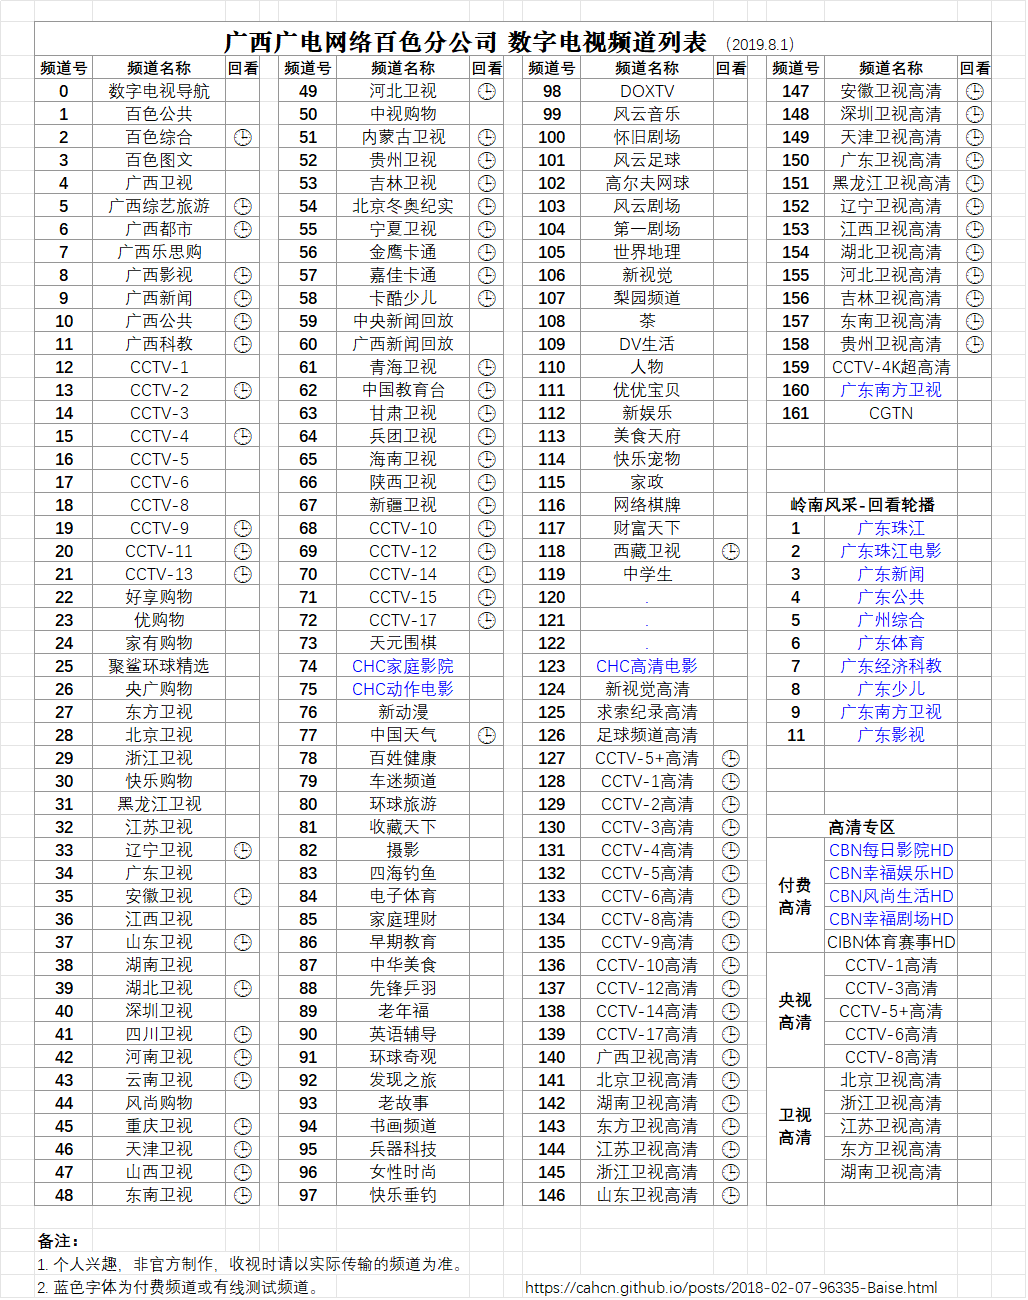 广西广电网络百色分公司 数字电视频道列表 （2019.8.1）
频道号 频道名称 回看 频道号 频道名称 回看 频道号 频道名称 回看 频道号 频道名称 回看
0 数字电视导航 49 河北卫视 98 DOXTV 147 安徽卫视高清
1 百色公共 50 中视购物 99 风云音乐 148 深圳卫视高清
2 百色综合 51 内蒙古卫视 100 怀旧剧场 149 天津卫视高清
3 百色图文 52 贵州卫视 101 风云足球 150 广东卫视高清
4 广西卫视 53 吉林卫视 102 高尔夫网球 151 黑龙江卫视高清
5 广西综艺旅游 54 北京冬奥纪实 103 风云剧场 152 辽宁卫视高清
6 广西都市 55 宁夏卫视 104 第一剧场 153 江西卫视高清
7 广西乐思购 56 金鹰卡通 105 世界地理 154 湖北卫视高清
8 广西影视 57 嘉佳卡通 106 新视觉 155 河北卫视高清
9 广西新闻 58 卡酷少儿 107 梨园频道 156 吉林卫视高清
10 广西公共 59 中央新闻回放 108 茶 157 东南卫视高清
11 广西科教 60 广西新闻回放 109 DV生活 158 贵州卫视高清
12 CCTV-1 61 青海卫视 110 人物 159 CCTV-4K超高清
13 CCTV-2 62 中国教育台 111 优优宝贝 160 广东南方卫视
14 CCTV-3 63 甘肃卫视 112 新娱乐 161 CGTN
15 CCTV-4 64 兵团卫视 113 美食天府
16 CCTV-5 65 海南卫视 114 快乐宠物
17 CCTV-6 66 陕西卫视 115 家政
18 CCTV-8 67 新疆卫视 116 网络棋牌 岭南风采-回看轮播
19 CCTV-9 68 CCTV-10 117 财富天下 1 广东珠江
20 CCTV-11 69 CCTV-12 118 西藏卫视 2 广东珠江电影
21 CCTV-13 70 CCTV-14 119 中学生 3 广东新闻
22 好享购物 71 CCTV-15 120 . 4 广东公共
23 优购物 72 CCTV-17 121 . 5 广州综合
24 家有购物 73 天元围棋 122 . 6 广东体育
25 聚鲨环球精选 74 CHC家庭影院 123 CHC高清电影 7 广东经济科教
26 央广购物 75 CHC动作电影 124 新视觉高清 8 广东少儿
27 东方卫视 76 新动漫 125 求索纪录高清 9 广东南方卫视
28 北京卫视 77 中国天气 126 足球频道高清 11 广东影视
29 浙江卫视 78 百姓健康 127 CCTV-5+高清
30 快乐购物 79 车迷频道 128 CCTV-1高清
31 黑龙江卫视 80 环球旅游 129 CCTV-2高清
32 江苏卫视 81 收藏天下 130 CCTV-3高清 高清专区
33 辽宁卫视 82 摄影 131 CCTV-4高清 CBN每日影院HD
34 广东卫视 83 四海钓鱼 132 CCTV-5高清 付费高清 CBN幸福娱乐HD
35 安徽卫视 84 电子体育 133 CCTV-6高清 CBN风尚生活HD
36 江西卫视 85 家庭理财 134 CCTV-8高清 CBN幸福剧场HD
37 山东卫视 86 早期教育 135 CCTV-9高清 CIBN体育赛事HD
38 湖南卫视 87 中华美食 136 CCTV-10高清 CCTV-1高清
39 湖北卫视 88 先锋乒羽 137 CCTV-12高清 央视高清 CCTV-3高清
40 深圳卫视 89 老年福 138 CCTV-14高清 CCTV-5+高清
41 四川卫视 90 英语辅导 139 CCTV-17高清 CCTV-6高清
42 河南卫视 91 环球奇观 140 广西卫视高清 CCTV-8高清
43 云南卫视 92 发现之旅 141 北京卫视高清 北京卫视高清
44 风尚购物 93 老故事 142 湖南卫视高清 卫视高清 浙江卫视高清
45 重庆卫视 94 书画频道 143 东方卫视高清 江苏卫视高清
46 天津卫视 95 兵器科技 144 江苏卫视高清 东方卫视高清
47 山西卫视 96 女性时尚 145 浙江卫视高清 湖南卫视高清
48 东南卫视 97 快乐垂钓 146 山东卫视高清
备注：
1. 个人兴趣，非官方制作，收视时请以实际传输的频道为准。
2. 蓝色字体为付费频道或有线测试频道。 https://cahcn.github.io/posts/2018-02-07-96335-Baise.html